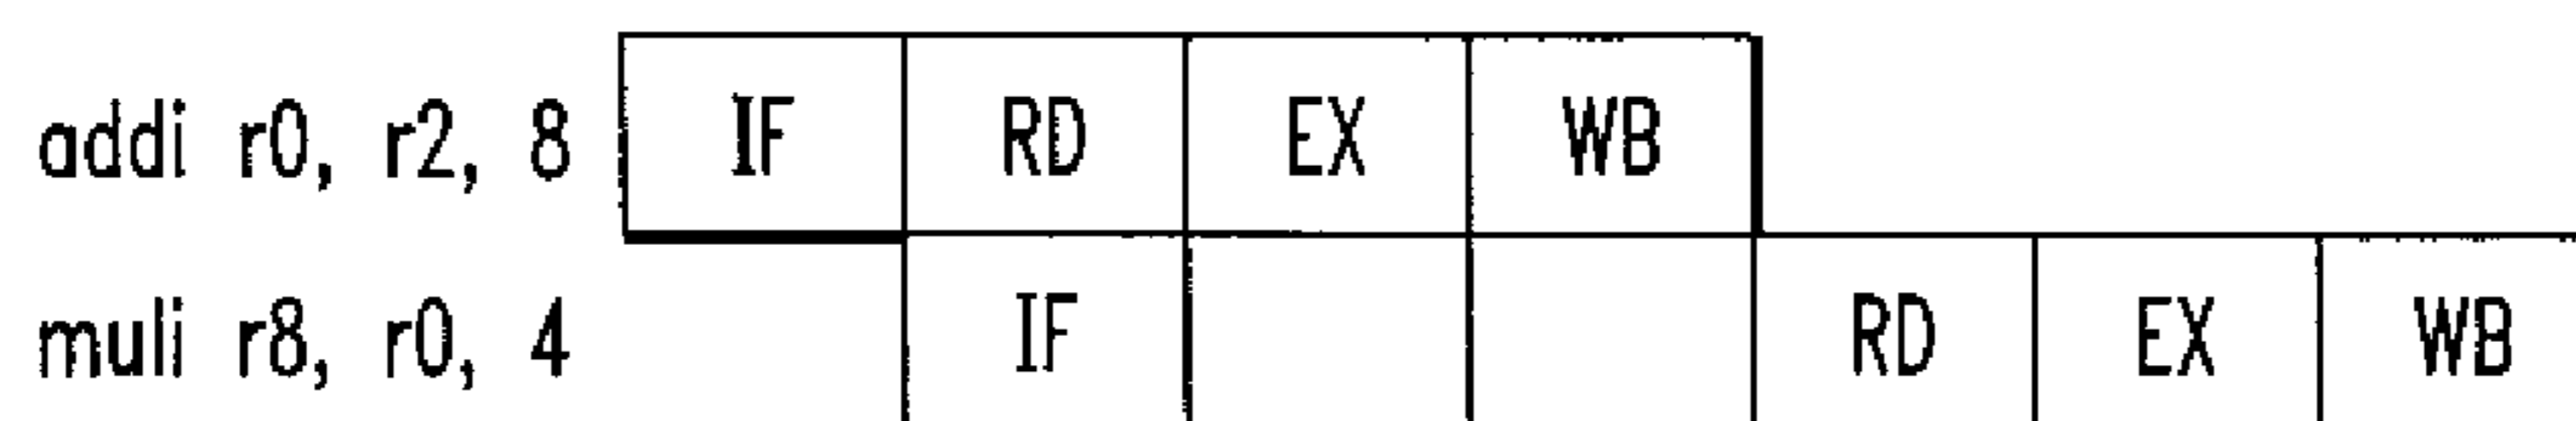 addi r0, r2, 8 IF RD EX WB
muli r8, r0, 4 IF RD EX WB